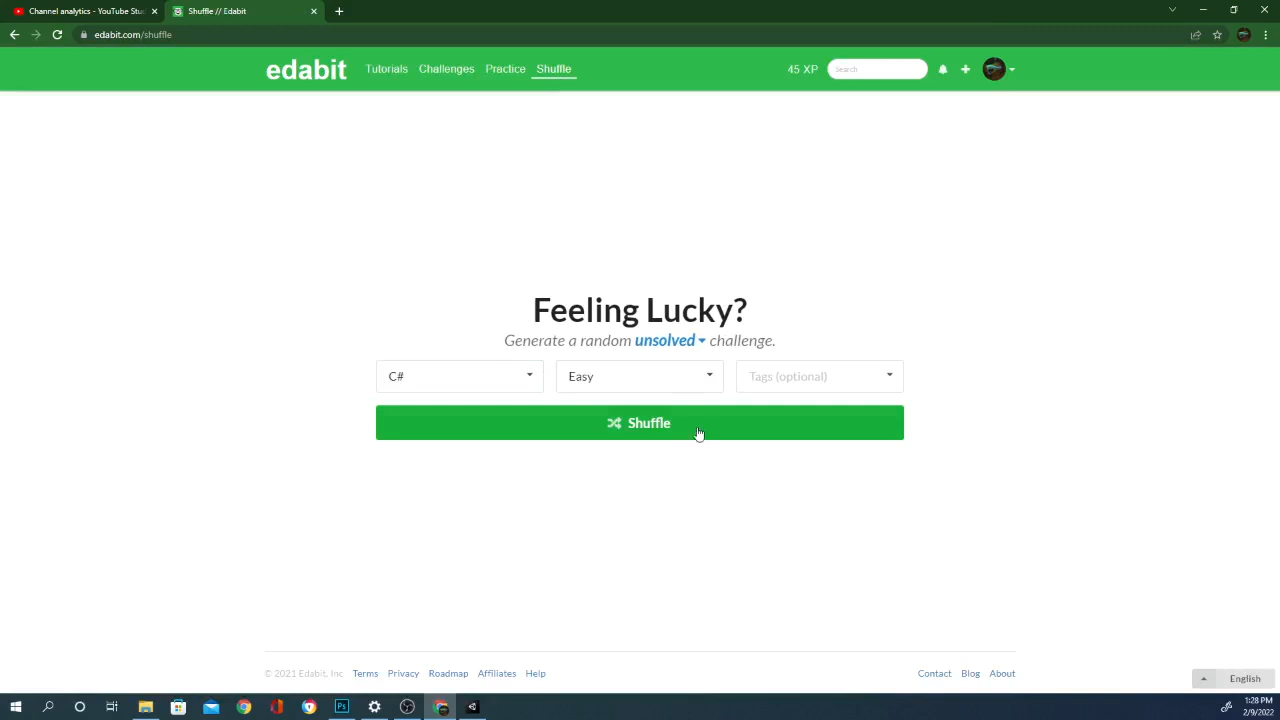 Channel analytics - YouTube Stu
Shuffle // Edabit
edabit.com/shuffle
edabit
Tutorials
Challenges
Practice
Shuffle
45 XP
Search
Feeling Lucky?
Generate a random unsolved challenge.
C#
Easy
Tags (optional)
Shuffle
© 2021 Edabit, Inc
Terms
Privacy
Roadmap
Affiliates
Help
Contact
Blog
About
English
Ps
1:28 PM
2/9/2022